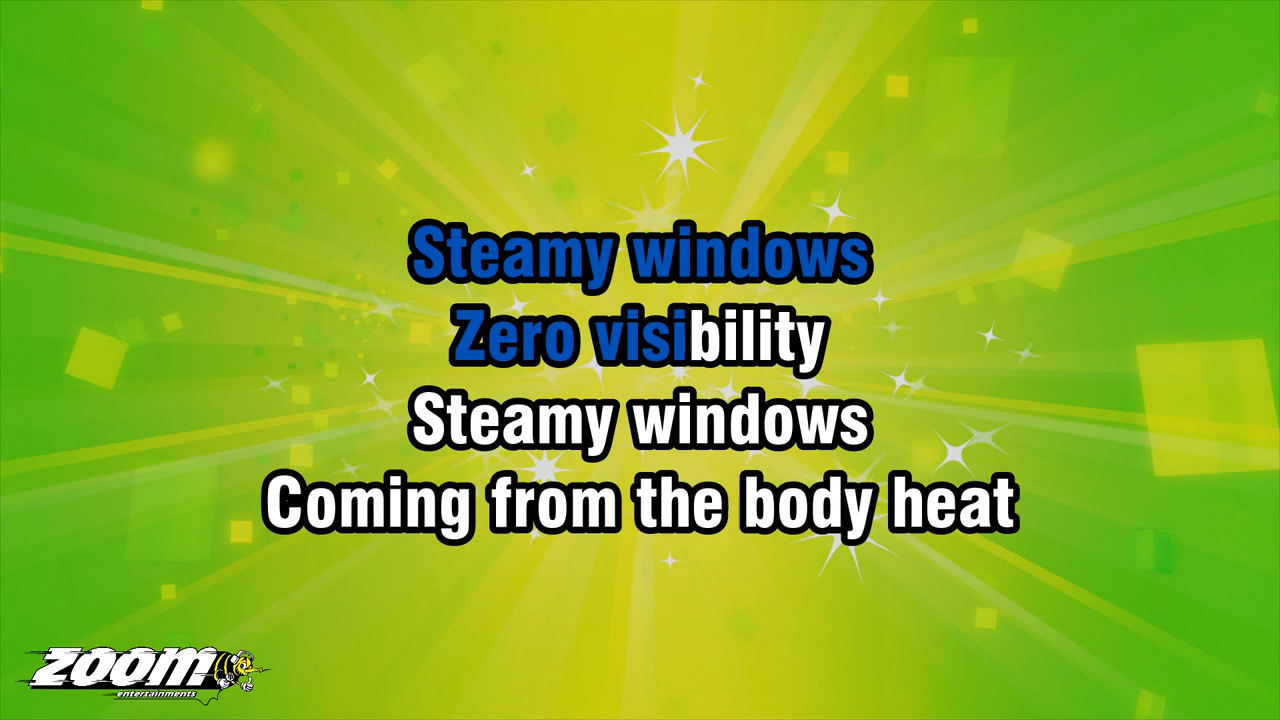 Steamy windows
Zero visibility
Steamy windows
Coming from the body heat
zoom
entertainments